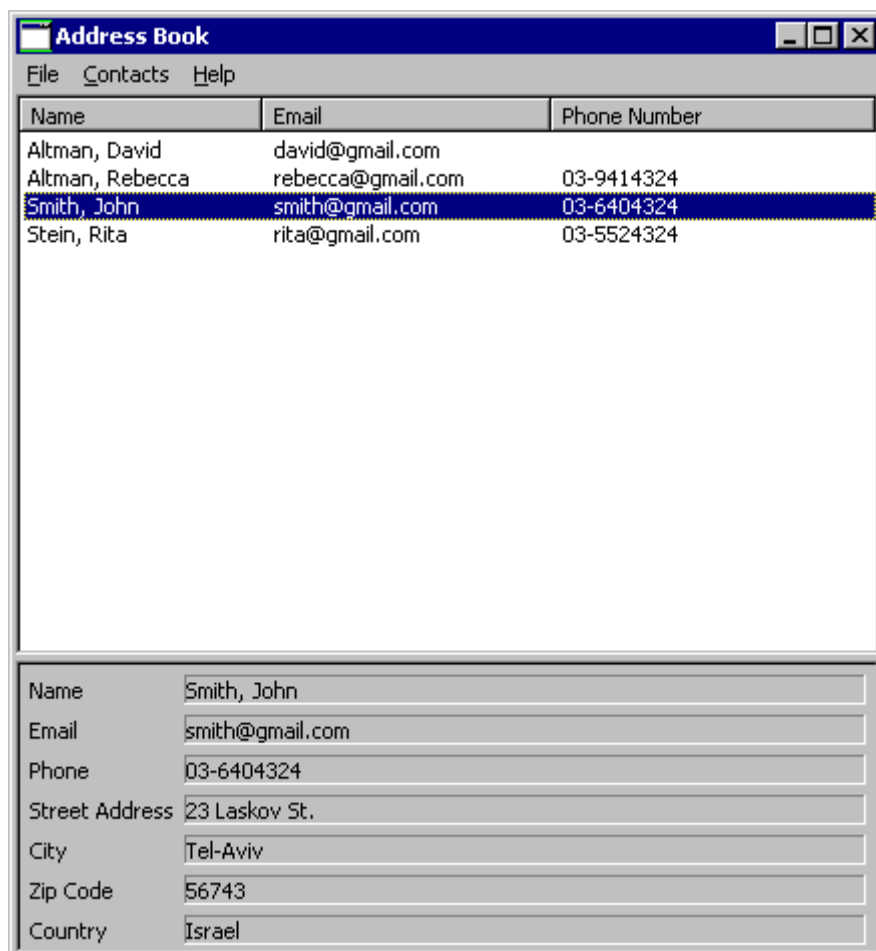 Address Book
File Contacts Help
Name Email Phone Number
Altman, David david@gmail.com
Altman, Rebecca rebecca@gmail.com 03-9414324
Smith, John smith@gmail.com 03-6404324
Stein, Rita rita@gmail.com 03-5524324
Name Smith, John
Email smith@gmail.com
Phone 03-6404324
Street Address 23 Laskov St.
City Tel-Aviv
Zip Code 56743
Country Israel